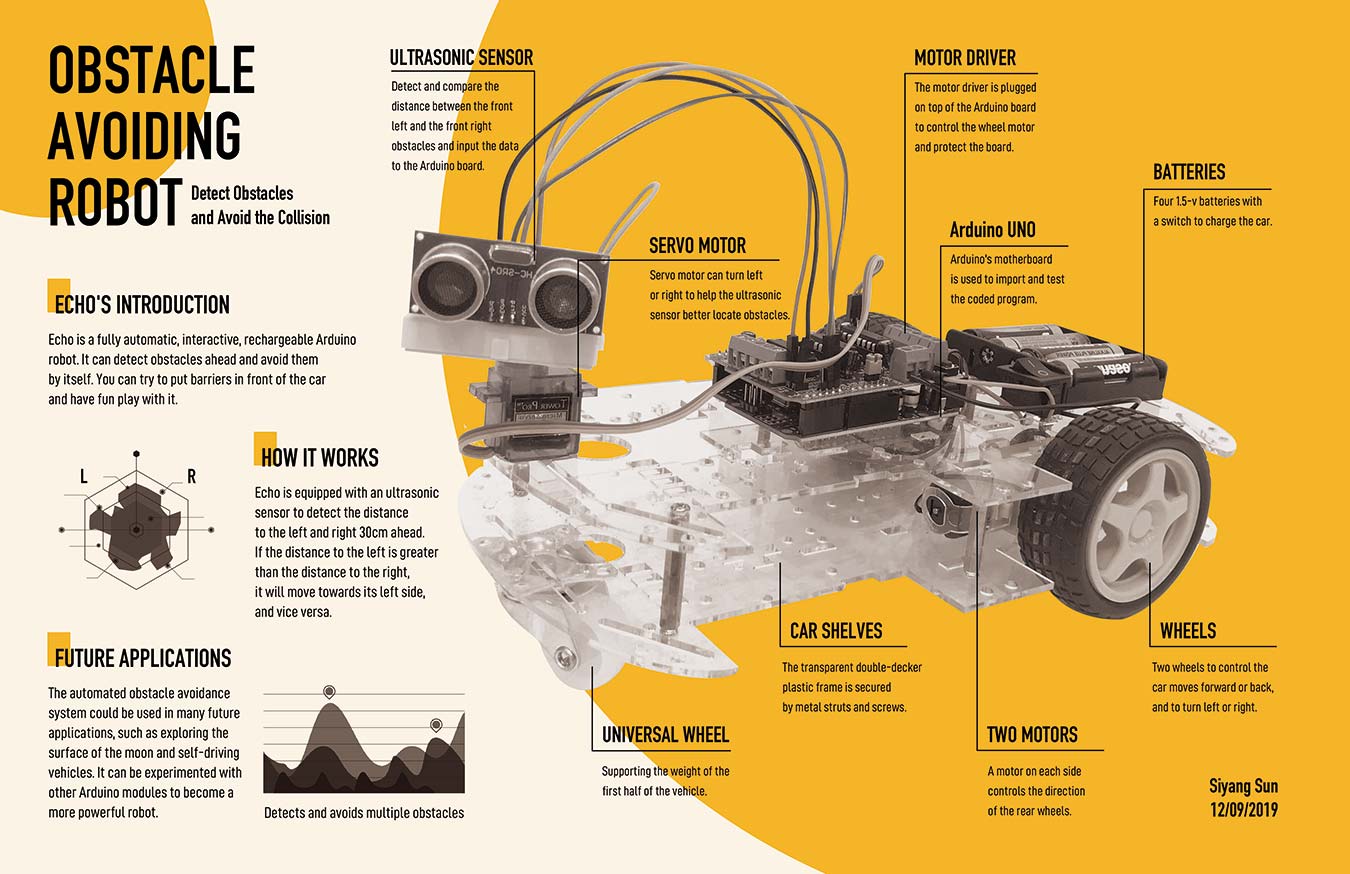 OBSTACLE
AVOIDING
ROBOT
Detect Obstacles
and Avoid the Collision
ECHO'S INTRODUCTION
Echo is a fully automatic, interactive, rechargeable Arduino
robot. It can detect obstacles ahead and avoid them
by itself. You can try to put barriers in front of the car
and have fun play with it.
L
R
HOW IT WORKS
Echo is equipped with an ultrasonic
sensor to detect the distance
to the left and right 30cm ahead.
If the distance to the left is greater
than the distance to the right,
it will move towards its left side,
and vice versa.
FUTURE APPLICATIONS
The automated obstacle avoidance
system could be used in many future
applications, such as exploring the
surface of the moon and self-driving
vehicles. It can be experimented with
other Arduino modules to become a
more powerful robot.
Detects and avoids multiple obstacles
ULTRASONIC SENSOR
Detect and compare the
distance between the front
left and the front right
obstacles and input the data
to the Arduino board.
HC-SR04
SERVO MOTOR
Servo motor can turn left
or right to help the ultrasonic
sensor better locate obstacles.
Tower Pro
MOTOR DRIVER
The motor driver is plugged
on top of the Arduino board
to control the wheel motor
and protect the board.
Arduino UNO
Arduino's motherboard
is used to import and test
the coded program.
BATTERIES
Four 1.5-v batteries with
a switch to charge the car.
CAR SHELVES
The transparent double-decker
plastic frame is secured
by metal struts and screws.
WHEELS
Two wheels to control the
car moves forward or back,
and to turn left or right.
UNIVERSAL WHEEL
Supporting the weight of the
first half of the vehicle.
TWO MOTORS
A motor on each side
controls the direction
of the rear wheels.
Siyang Sun
12/09/2019